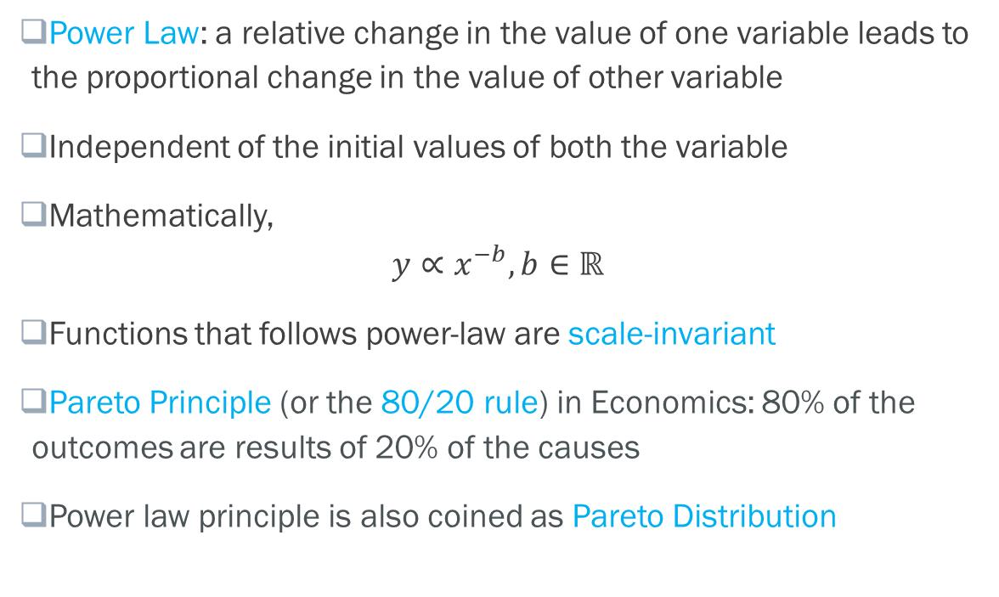 ❑Power Law: a relative change in the value of one variable leads to
the proportional change in the value of other variable
❑Independent of the initial values of both the variable
❑Mathematically,
𝑦 ∝ 𝑥⁻ᵇ, 𝑏 ∈ ℝ
❑Functions that follows power-law are scale-invariant
❑Pareto Principle (or the 80/20 rule) in Economics: 80% of the
outcomes are results of 20% of the causes
❑Power law principle is also coined as Pareto Distribution